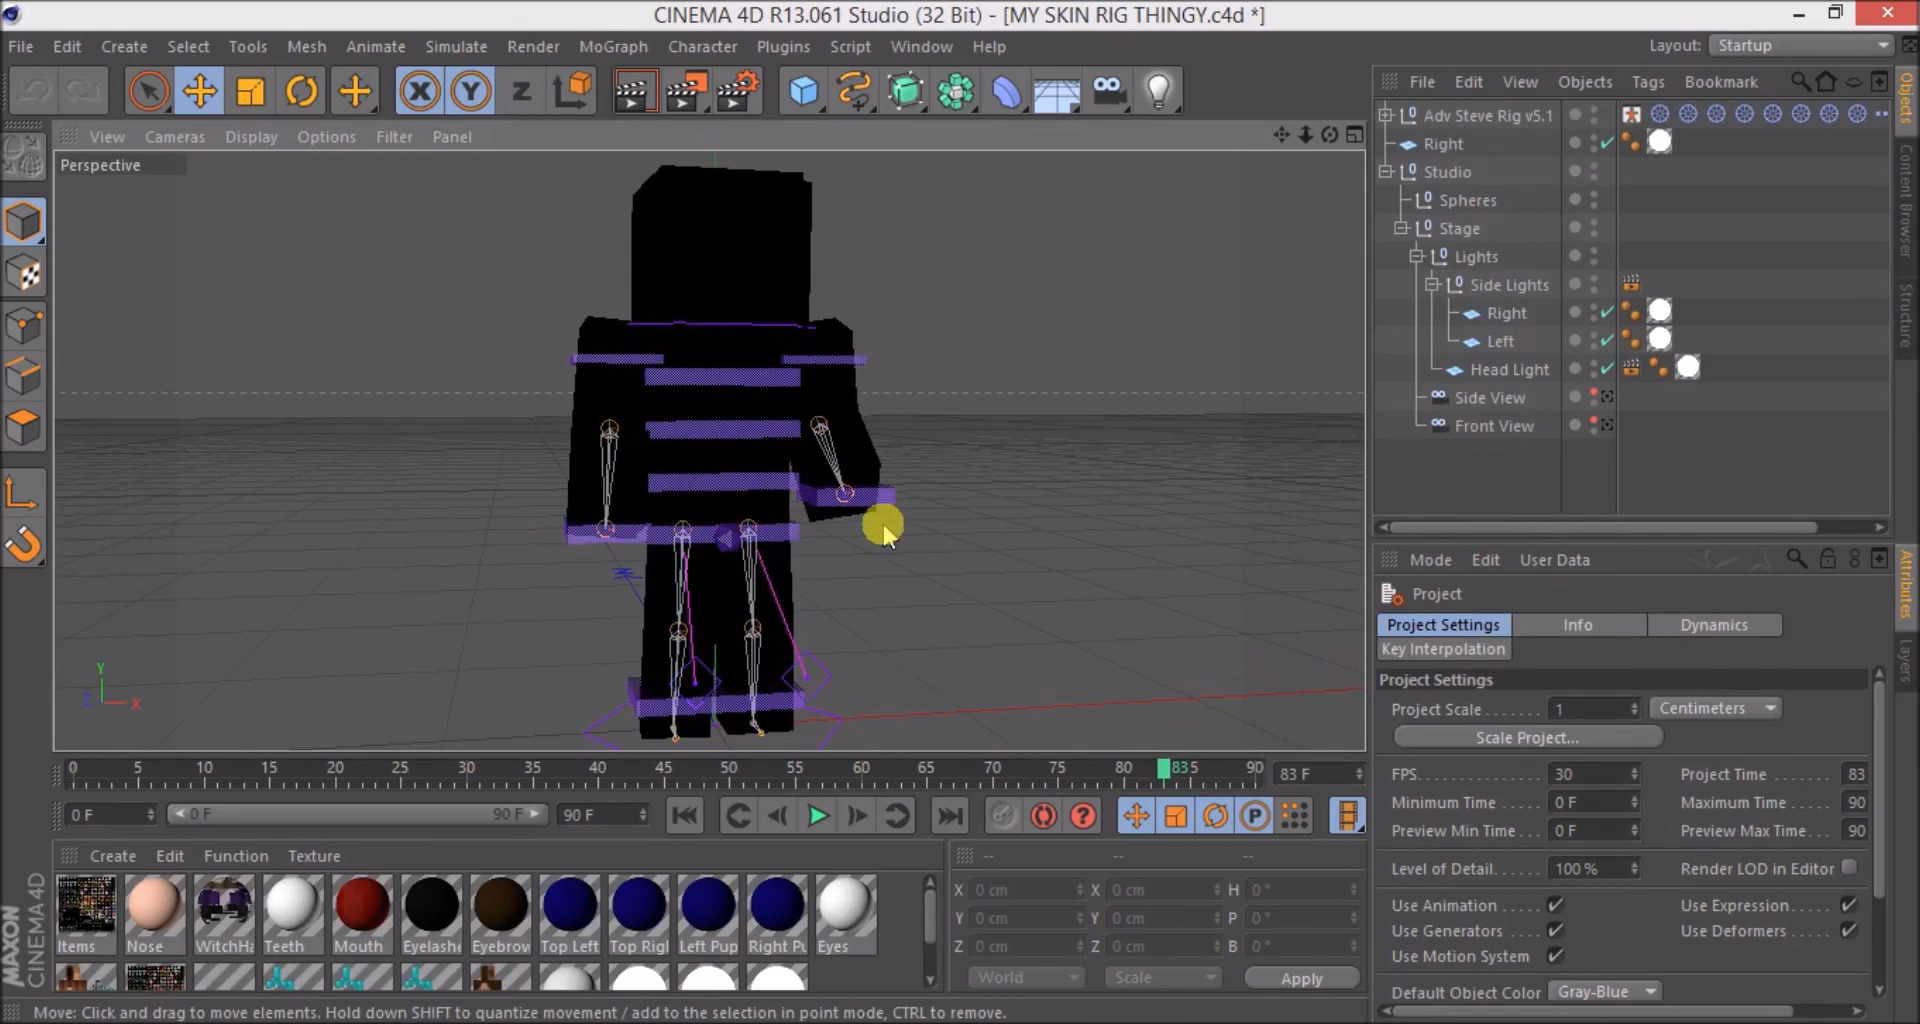 CINEMA 4D R13.061 Studio (32 Bit) - [MY SKIN RIG THINGY.c4d *]
File Edit Create Select Tools Mesh Animate Simulate Render MoGraph Character Plugins Script Window Help
Layout: Startup
X Y Z
View Cameras Display Options Filter Panel
Perspective
File Edit View Objects Tags Bookmark
Adv Steve Rig v5.1
Right
Studio
Spheres
Stage
Lights
Side Lights
Right
Left
Head Light
Side View
Front View
Objects
Content Browser
Structure
Y
Z X
Mode Edit User Data
Project
Project Settings Info Dynamics
Key Interpolation
Project Settings
Project Scale 1 Centimeters
Scale Project...
FPS 30 Project Time 83
Minimum Time 0 F Maximum Time 90
Preview Min Time 0 F Preview Max Time 90
Level of Detail 100 % Render LOD in Editor
Use Animation Use Expression
Use Generators Use Deformers
Use Motion System
Default Object Color Gray-Blue
Attributes
Layers
0 5 10 15 20 25 30 35 40 45 50 55 60 65 70 75 80 835 90 83 F
0 F 0 F 90 F 90 F
P
Create Edit Function Texture
-- -- --
Items Nose WitchHa Teeth Mouth Eyelashe Eyebrow Top Left Top Rigl Left Pup Right Pu Eyes
X 0 cm X 0 cm H 0 °
Y 0 cm Y 0 cm P 0 °
Z 0 cm Z 0 cm B 0 °
World Scale Apply
MAXON
CINEMA 4D
Move: Click and drag to move elements. Hold down SHIFT to quantize movement / add to the selection in point mode, CTRL to remove.